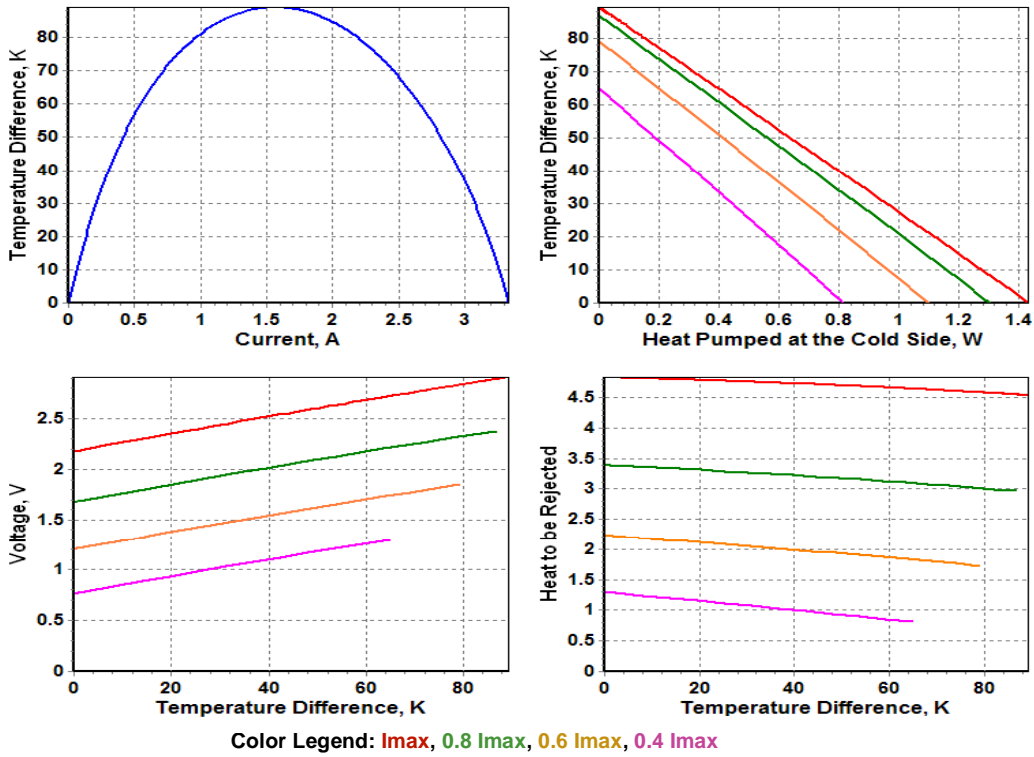 Temperature Difference, K
80
70
60
50
40
30
20
10
0
0 0.5 1 1.5 2 2.5 3
Current, A
Temperature Difference, K
80
70
60
50
40
30
20
10
0
0 0.2 0.4 0.6 0.8 1 1.2 1.4
Heat Pumped at the Cold Side, W
Voltage, V
2.5
2
1.5
1
0.5
0
0 20 40 60 80
Temperature Difference, K
Heat to be Rejected
4.5
4
3.5
3
2.5
2
1.5
1
0.5
0
0 20 40 60 80
Temperature Difference, K
Color Legend: Imax, 0.8 Imax, 0.6 Imax, 0.4 Imax